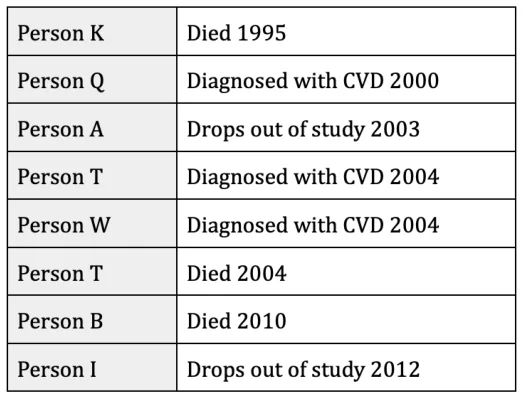 Person K Died 1995
Person Q Diagnosed with CVD 2000
Person A Drops out of study 2003
Person T Diagnosed with CVD 2004
Person W Diagnosed with CVD 2004
Person T Died 2004
Person B Died 2010
Person I Drops out of study 2012